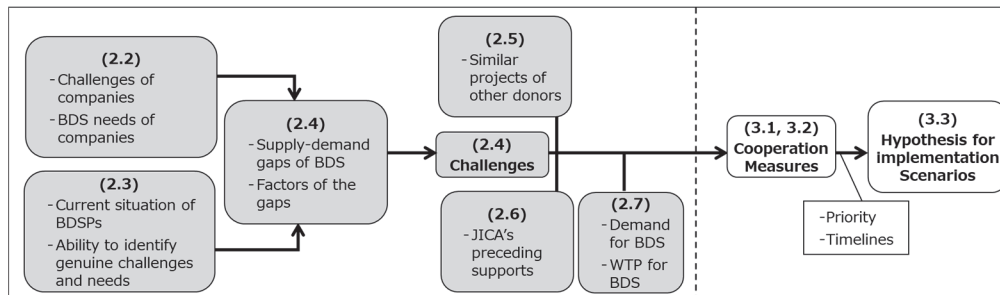 (2.2)
- Challenges of
companies
- BDS needs of
companies
(2.3)
- Current situation of
BDSPs
- Ability to identify
genuine challenges
and needs
(2.4)
- Supply-demand
gaps of BDS
- Factors of the
gaps
(2.5)
- Similar
projects of
other donors
(2.4)
Challenges
(2.6)
- JICA's
preceding
supports
(2.7)
- Demand
for BDS
- WTP for
BDS
(3.1, 3.2)
Cooperation
Measures
(3.3)
Hypothesis for
implementation
Scenarios
-Priority
-Timelines